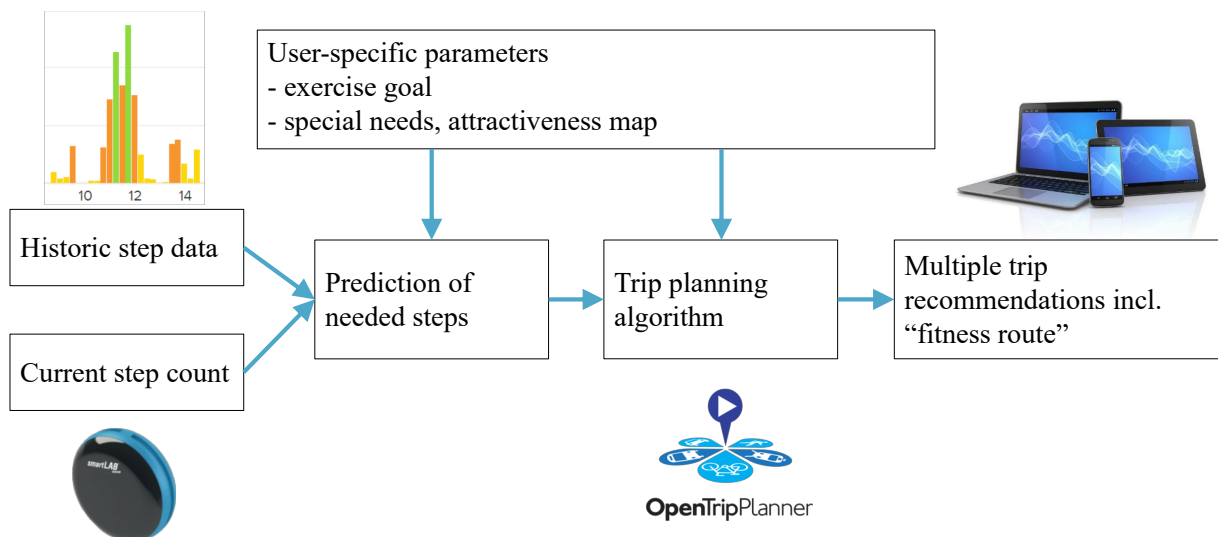 User-specific parameters
- exercise goal
- special needs, attractiveness map
10 12 14
Historic step data
Current step count
Prediction of
needed steps
Trip planning
algorithm
Multiple trip
recommendations incl.
“fitness route”
smartLAB
OpenTripPlanner